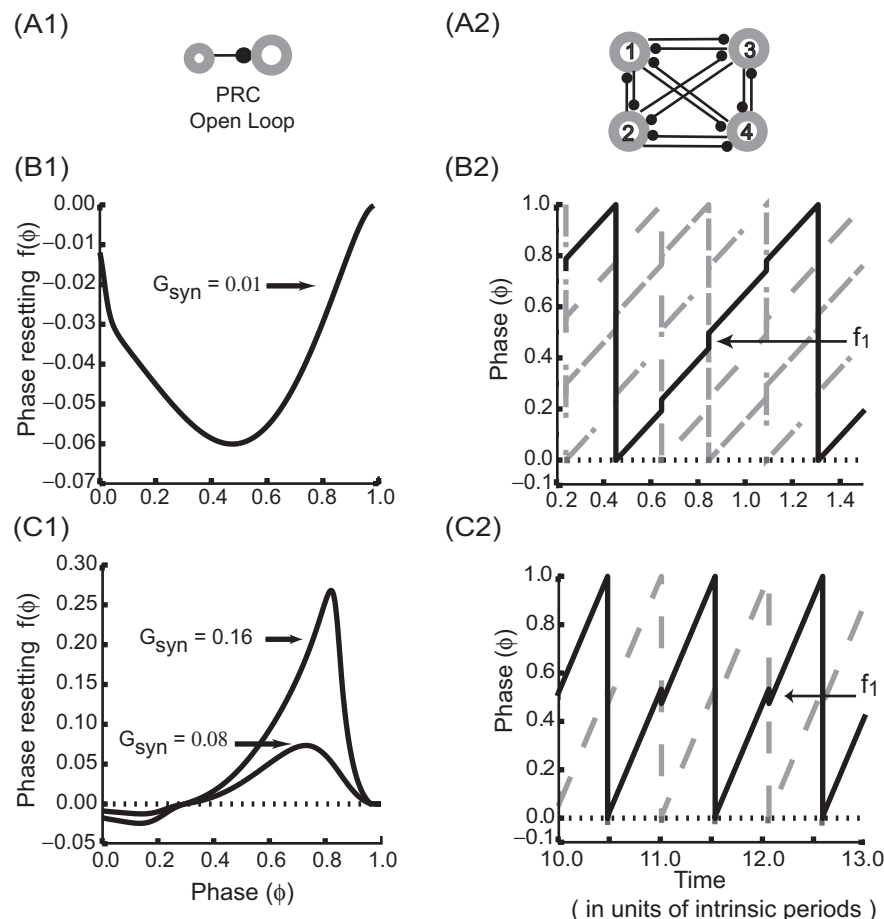 (A1)
PRC
Open Loop
(A2)
1
3
2
4
(B1)
Phase resetting f(ϕ)
0.00
−0.01
−0.02
−0.03
−0.04
−0.05
−0.06
−0.07
Gsyn = 0.01
0.0 0.2 0.4 0.6 0.8 1.0
(B2)
Phase (ϕ)
1.0
0.8
0.6
0.4
0.2
0.0
−0.1
f1
0.2 0.4 0.6 0.8 1.0 1.2 1.4
(C1)
Phase resetting f(ϕ)
0.30
0.25
0.20
0.15
0.10
0.05
0.00
−0.05
Gsyn = 0.16
Gsyn = 0.08
0.0 0.2 0.4 0.6 0.8 1.0
Phase (ϕ)
(C2)
Phase (ϕ)
1.0
0.8
0.6
0.4
0.2
0.0
−0.1
f1
10.0 11.0 12.0 13.0
Time
( in units of intrinsic periods )